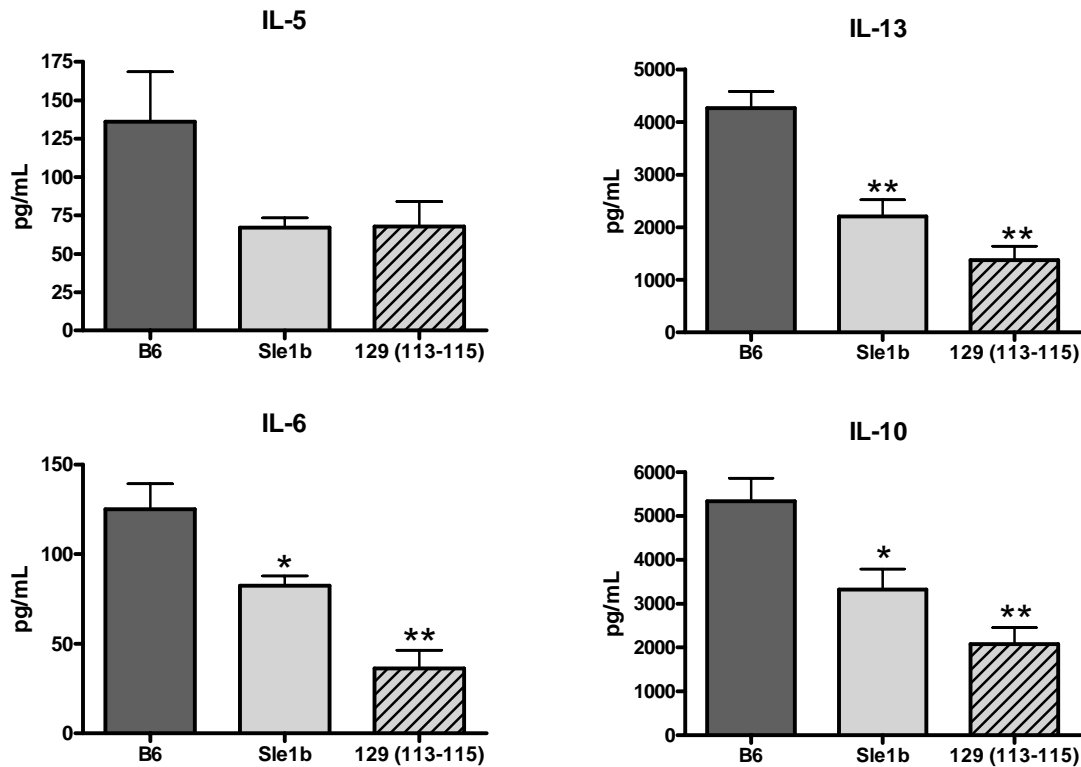 IL-5
175
150
125
100
75
50
25
0
pg/mL
B6
Sle1b
129 (113-115)
IL-13
5000
4000
3000
2000
1000
0
pg/mL
**
**
B6
Sle1b
129 (113-115)
IL-6
150
100
50
0
pg/mL
*
**
B6
Sle1b
129 (113-115)
IL-10
6000
5000
4000
3000
2000
1000
0
pg/mL
*
**
B6
Sle1b
129 (113-115)